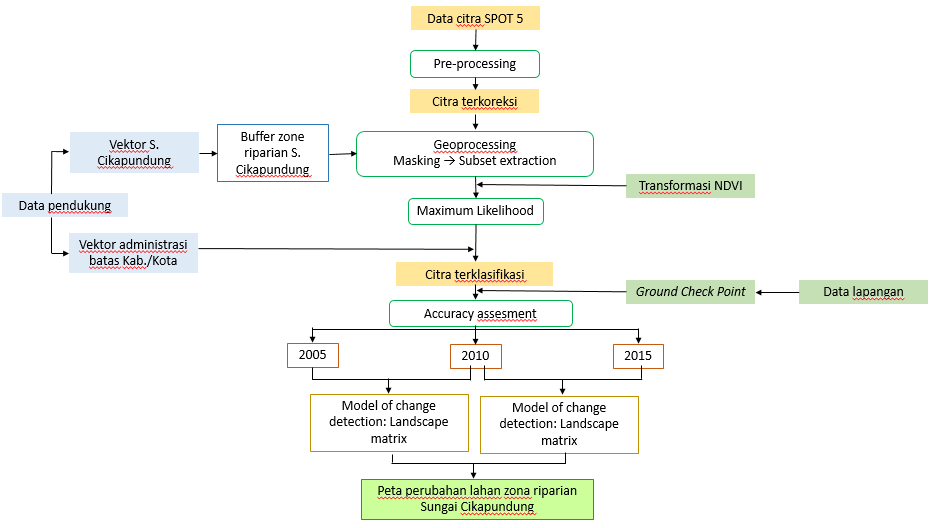 Data citra SPOT 5
Pre-processing
Citra terkoreksi
Vektor S.
Cikapundung
Buffer zone
riparian S.
Cikapundung
Geoprocessing
Masking → Subset extraction
Transformasi NDVI
Data pendukung
Maximum Likelihood
Vektor administrasi
batas Kab./Kota
Citra terklasifikasi
Ground Check Point
Data lapangan
Accuracy assesment
2005
2010
2015
Model of change
detection: Landscape
matrix
Model of change
detection: Landscape
matrix
Peta perubahan lahan zona riparian
Sungai Cikapundung